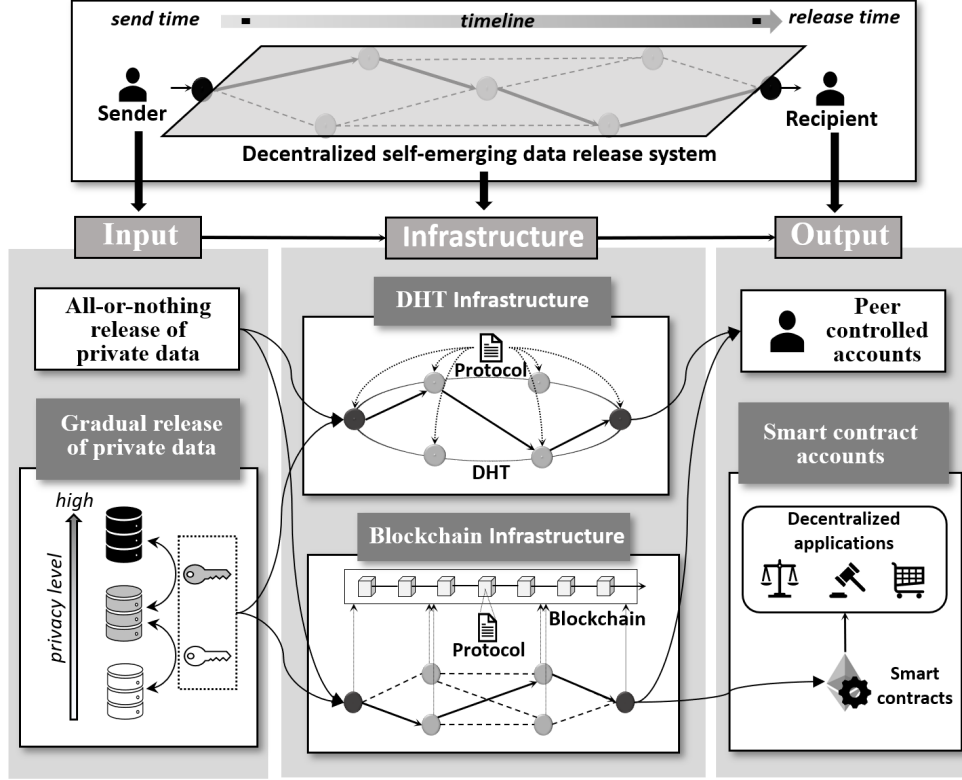 send time
timeline
release time
Sender
Recipient
Decentralized self-emerging data release system
Input
Infrastructure
Output
All-or-nothing
release of
private data
Gradual release
of private data
high
privacy level
DHT Infrastructure
Protocol
DHT
Blockchain Infrastructure
Blockchain
Protocol
Peer
controlled
accounts
Smart contract
accounts
Decentralized
applications
Smart
contracts